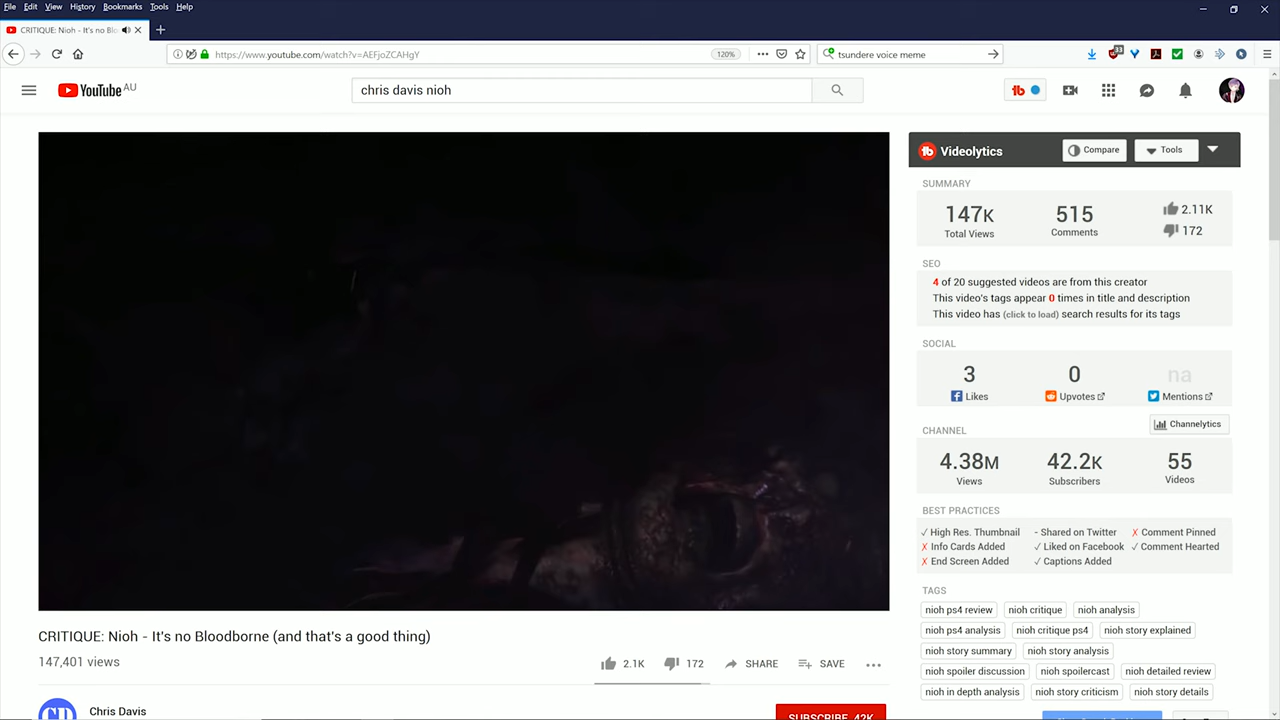 File Edit View History Bookmarks Tools Help
CRITIQUE: Nioh - It's no Blo
https://www.youtube.com/watch?v=AEFjoZCAHgY
120%
tsundere voice meme
33
YouTube AU
chris davis nioh
tb
tb Videolytics
Compare
Tools
SUMMARY
147K
Total Views
515
Comments
2.11K
172
SEO
4 of 20 suggested videos are from this creator
This video's tags appear 0 times in title and description
This video has (click to load) search results for its tags
SOCIAL
3
Likes
0
Upvotes
na
Mentions
CHANNEL
Channelytics
4.38M
Views
42.2K
Subscribers
55
Videos
BEST PRACTICES
✓ High Res. Thumbnail - Shared on Twitter ✗ Comment Pinned
✗ Info Cards Added ✓ Liked on Facebook ✓ Comment Hearted
✗ End Screen Added ✓ Captions Added
TAGS
nioh ps4 review nioh critique nioh analysis
nioh ps4 analysis nioh critique ps4 nioh story explained
nioh story summary nioh story analysis
nioh spoiler discussion nioh spoilercast nioh detailed review
nioh in depth analysis nioh story criticism nioh story details
CRITIQUE: Nioh - It's no Bloodborne (and that's a good thing)
147,401 views
2.1K 172 SHARE SAVE
CD
Chris Davis
SUBSCRIBE 42K